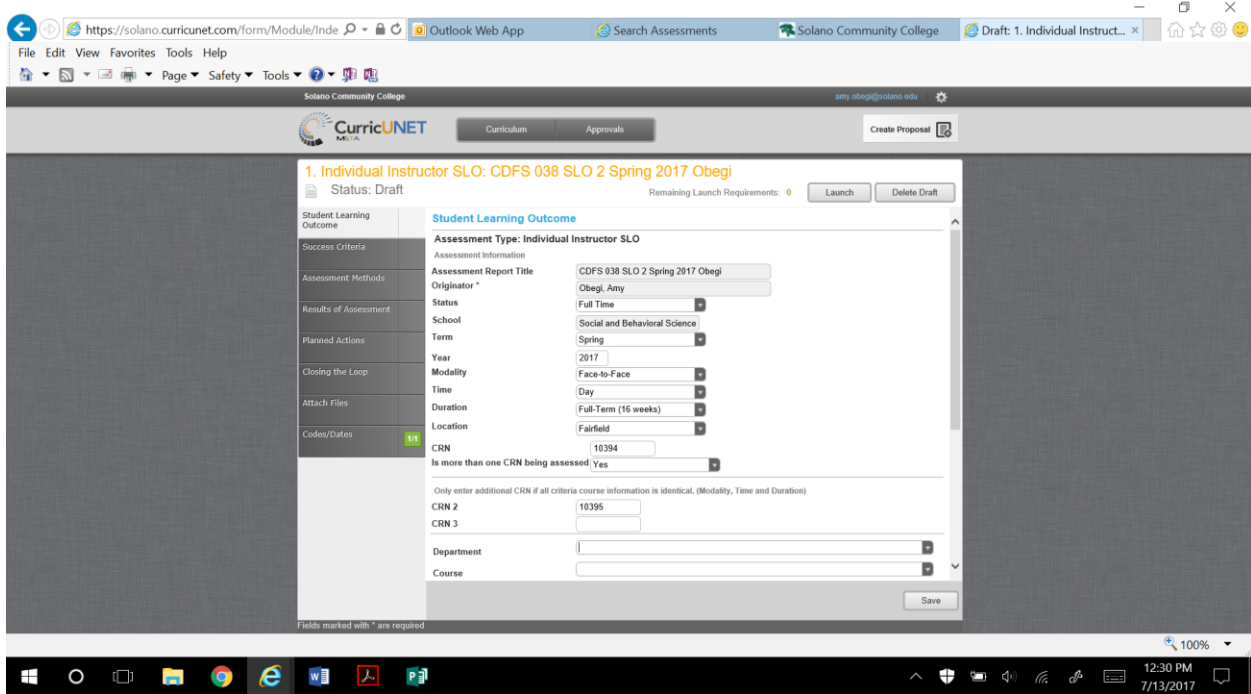 https://solano.curricunet.com/form/Module/Inde
Outlook Web App
Search Assessments
Solano Community College
Draft: 1. Individual Instruct...
File Edit View Favorites Tools Help
Page Safety Tools
Solano Community College
amy.obegi@solano.edu
CurricUNET
META
Curriculum
Approvals
Create Proposal
1. Individual Instructor SLO: CDFS 038 SLO 2 Spring 2017 Obegi
Status: Draft
Remaining Launch Requirements: 0
Launch
Delete Draft
Student Learning
Outcome
Success Criteria
Assessment Methods
Results of Assessment
Planned Actions
Closing the Loop
Attach Files
Codes/Dates 1/1
Student Learning Outcome
Assessment Type: Individual Instructor SLO
Assessment Information
Assessment Report Title CDFS 038 SLO 2 Spring 2017 Obegi
Originator * Obegi, Amy
Status Full Time
School Social and Behavioral Science
Term Spring
Year 2017
Modality Face-to-Face
Time Day
Duration Full-Term (16 weeks)
Location Fairfield
CRN 10394
Is more than one CRN being assessed Yes
Only enter additional CRN if all criteria course information is identical. (Modality, Time and Duration)
CRN 2 10395
CRN 3
Department
Course
Save
Fields marked with * are required
100%
12:30 PM
7/13/2017